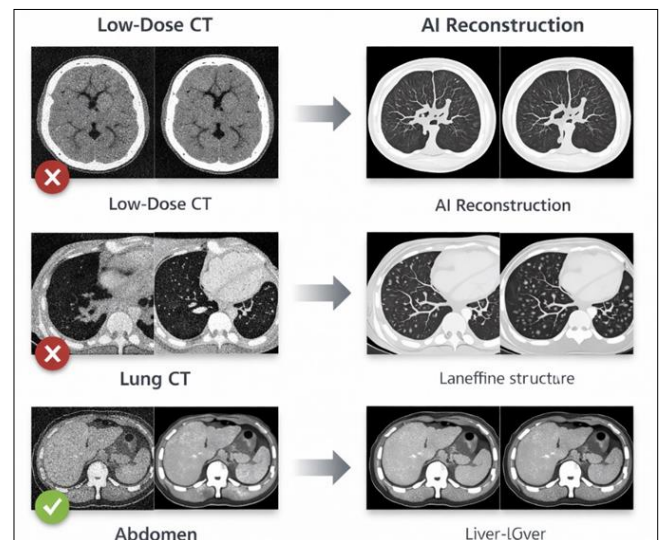 Low-Dose CT
AI Reconstruction
Low-Dose CT
AI Reconstruction
Lung CT
Laneffine structure
Abdomen
Liver-lGver